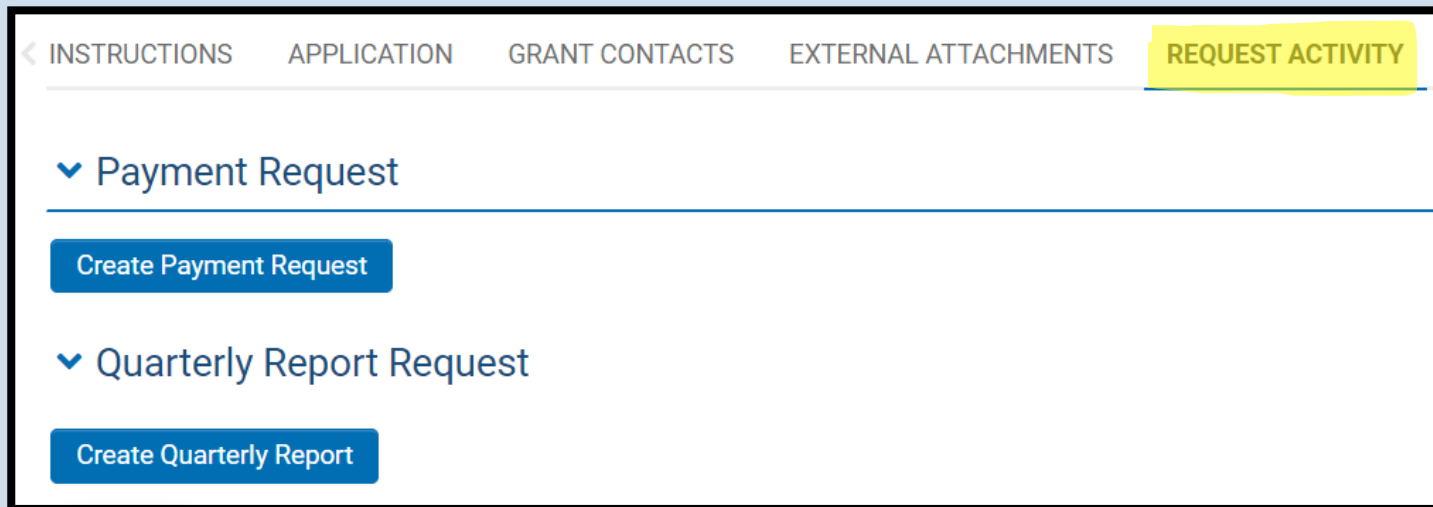 INSTRUCTIONS APPLICATION GRANT CONTACTS EXTERNAL ATTACHMENTS REQUEST ACTIVITY
Payment Request
Create Payment Request
Quarterly Report Request
Create Quarterly Report